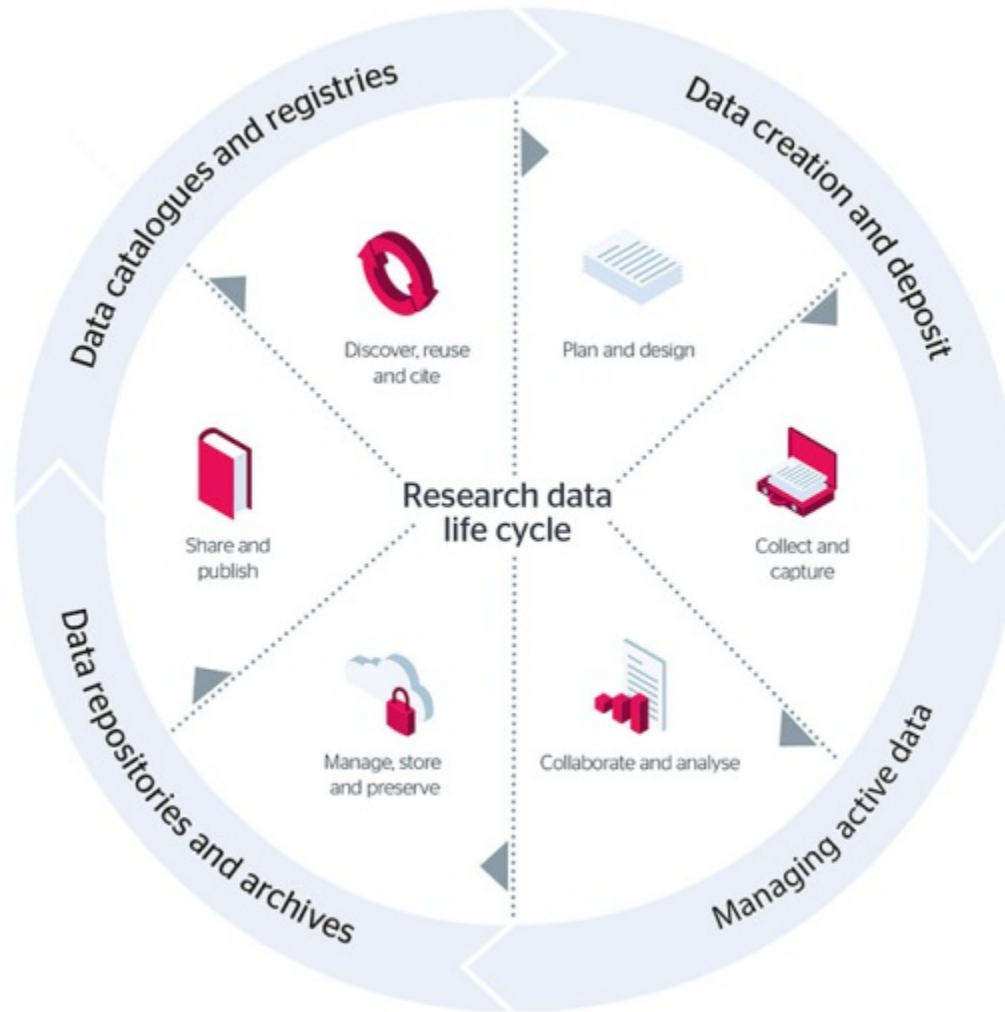 Data catalogues and registries
Data creation and deposit
Discover, reuse
and cite
Plan and design
Research data
life cycle
Share and
publish
Collect and
capture
Manage, store
and preserve
Collaborate and analyse
Data repositories and archives
Managing active data